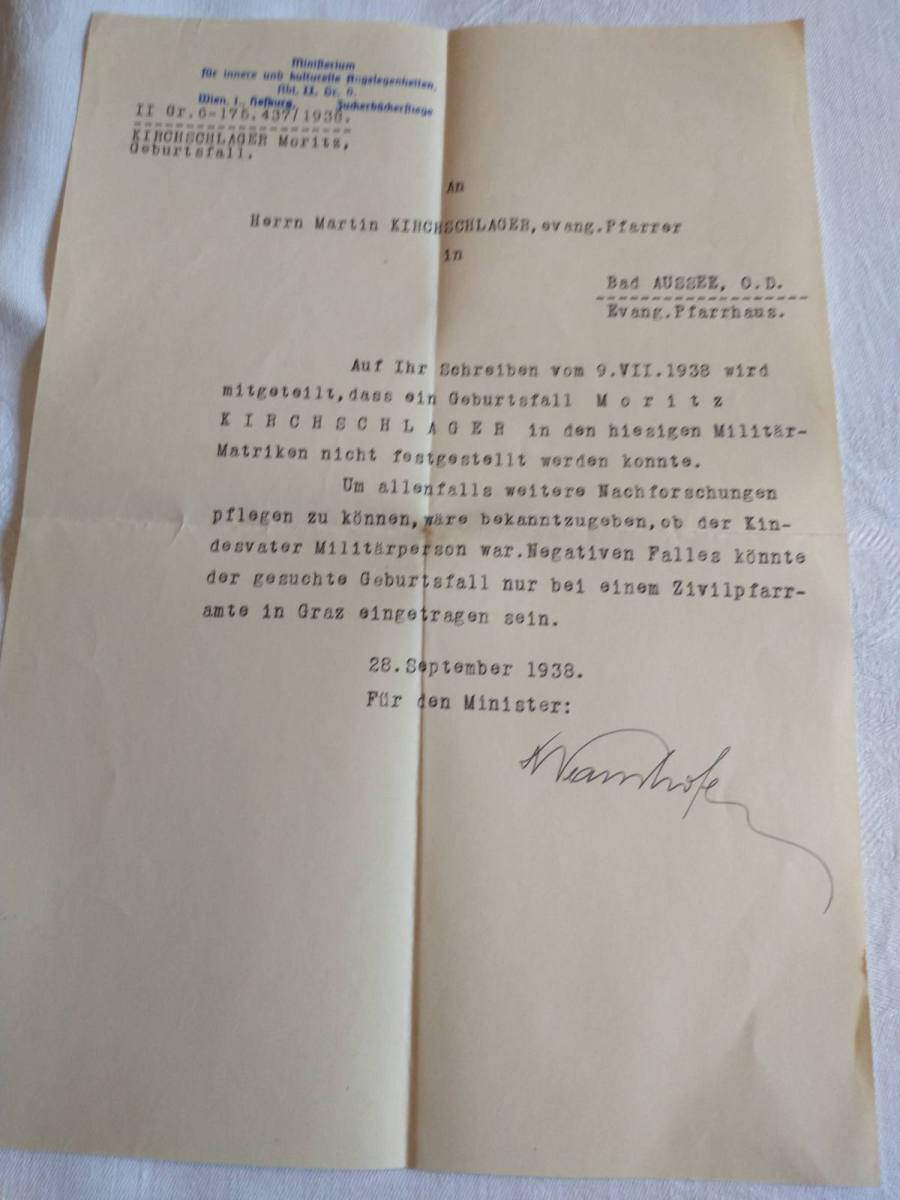 Ministerium
für innere und kulturelle Angelegenheiten,
Abt. II. Gr. 6.
Wien, I., Hofburg, Zuckerbäckerstiege
II Gr.6-176.437/1938.
KIRCHSCHLAGER Moritz,
Geburtsfall.
An
Herrn Martin KIRCHSCHLAGER, evang.Pfarrer
in
Bad AUSSEE, O.D.
Evang.Pfarrhaus.
Auf Ihr Schreiben vom 9.VII.1938 wird
mitgeteilt,dass ein Geburtsfall M o r i t z
K I R C H S C H L A G E R in den hiesigen Militär-
Matriken nicht festgestellt werden konnte.
Um allenfalls weitere Nachforschungen
pflegen zu können,wäre bekanntzugeben,ob der Kin-
desvater Militärperson war.Negativen Falles könnte
der gesuchte Geburtsfall nur bei einem Zivilpfarr-
amte in Graz eingetragen sein.
28.September 1938.
Für den Minister: